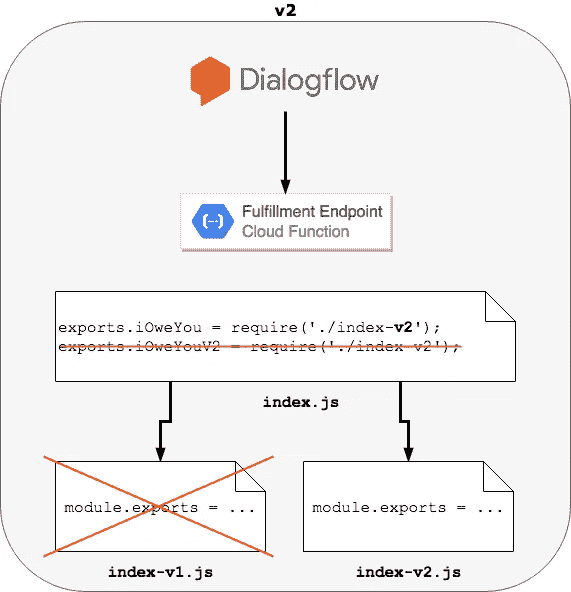 v2
Dialogflow
Fulfillment Endpoint
Cloud Function
exports.iOweYou = require('./index-v2');
exports.iOweYouV2 = require('./index-v2');
index.js
module.exports = ...
module.exports = ...
index-v1.js
index-v2.js